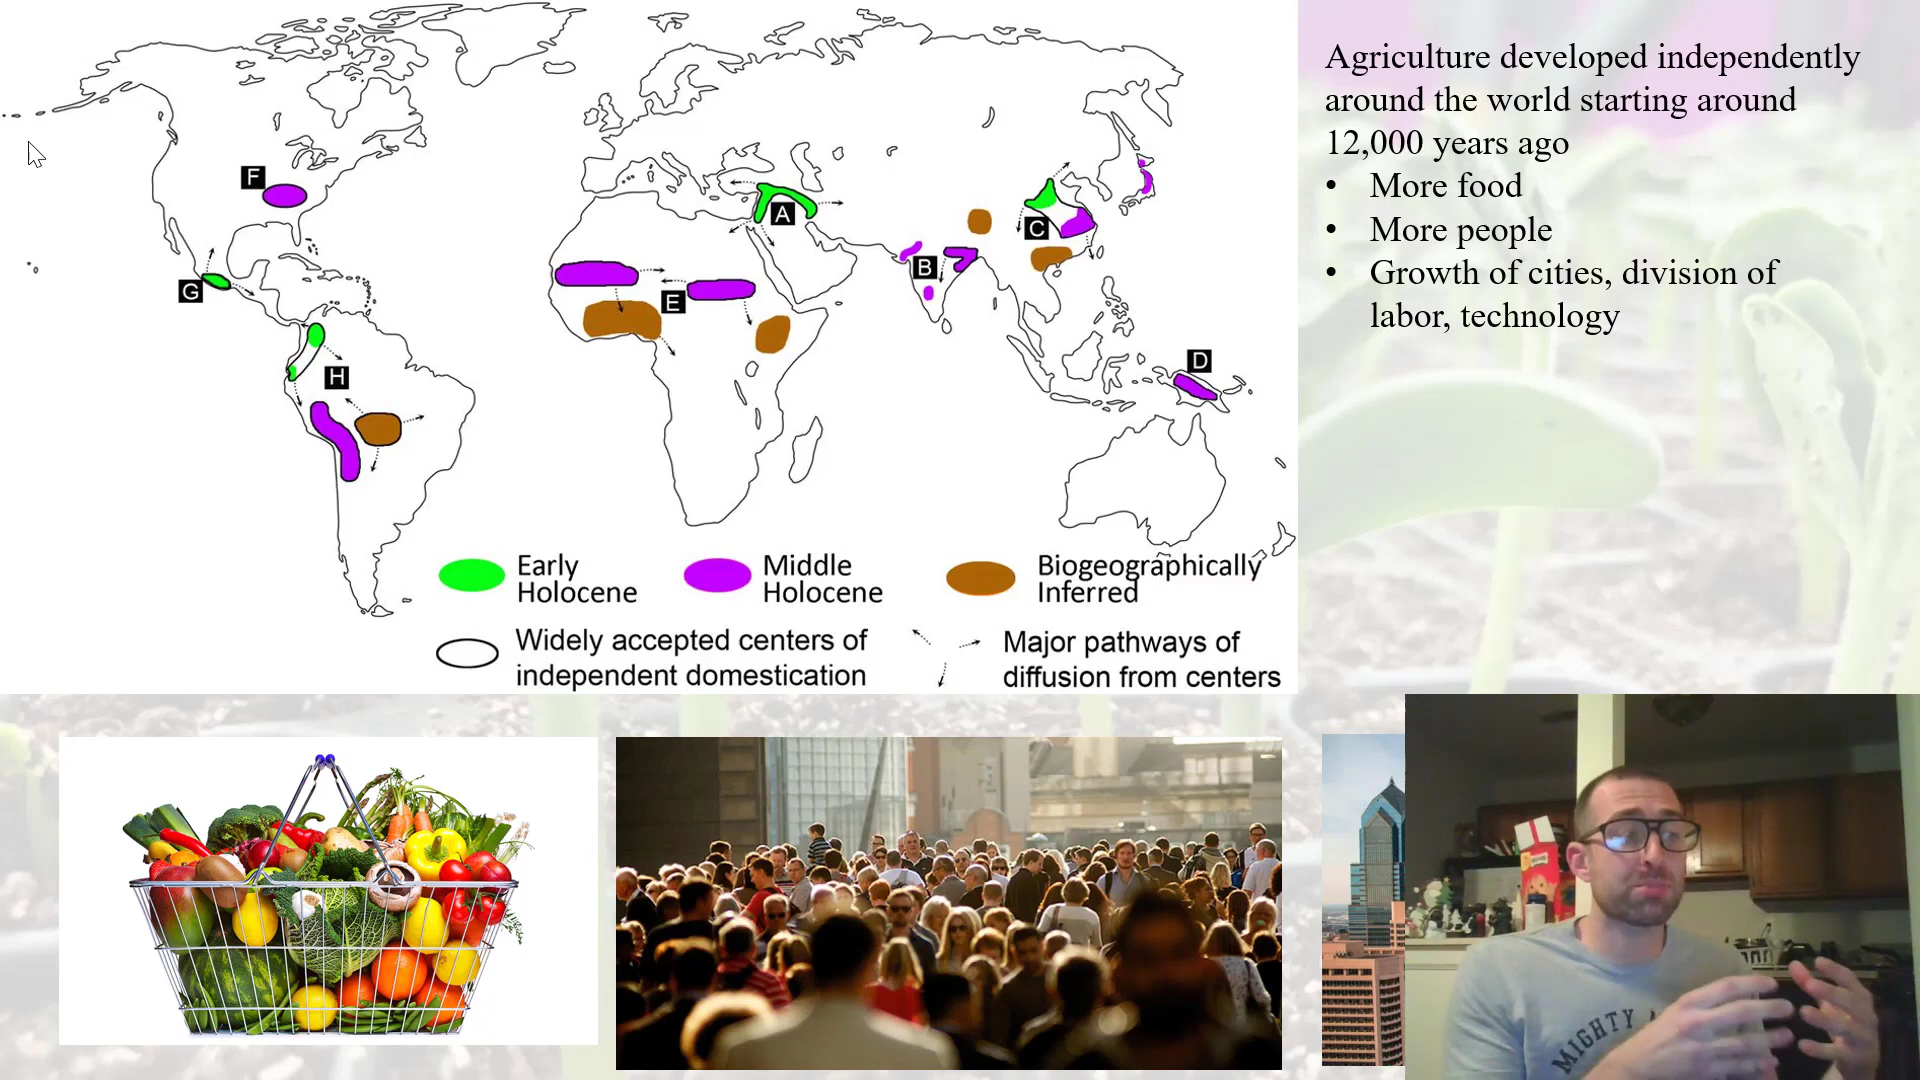 Agriculture developed independently
around the world starting around
12,000 years ago
• More food
• More people
• Growth of cities, division of
labor, technology
F
A
C
B
G
E
D
H
Early
Holocene
Middle
Holocene
Biogeographically
Inferred
Widely accepted centers of
independent domestication
Major pathways of
diffusion from centers
MIGHTY